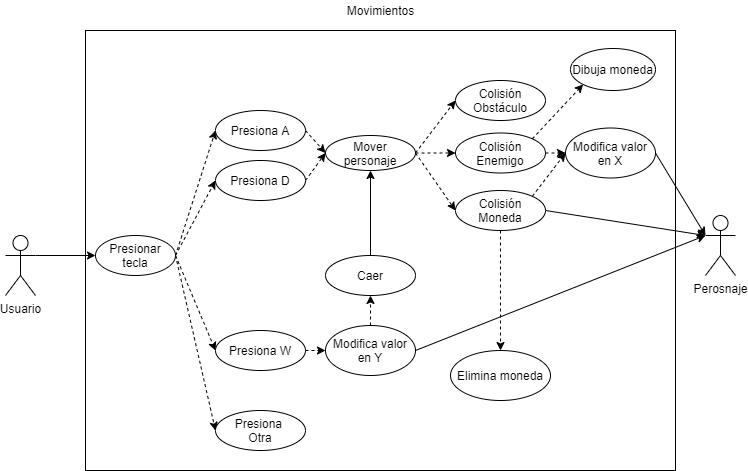 Movimientos
Dibuja moneda
Colisión
Obstáculo
Presiona A
Mover
personaje
Colisión
Enemigo
Modifica valor
en X
Presiona D
Colisión
Moneda
Presionar
tecla
Usuario
Caer
Perosnaje
Presiona W
Modifica valor
en Y
Elimina moneda
Presiona
Otra